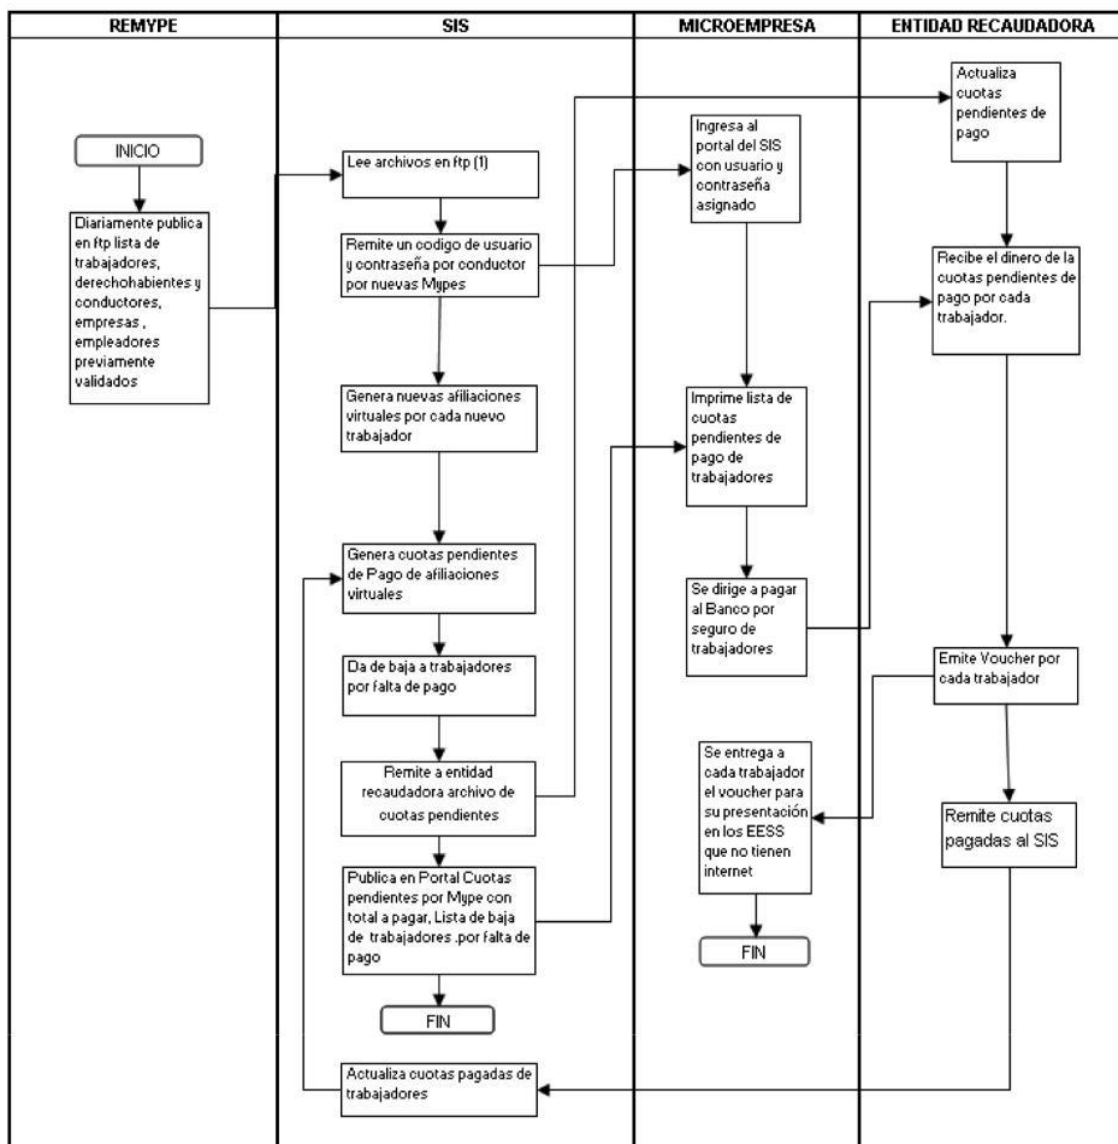 REMYPE
SIS
MICROEMPRESA
ENTIDAD RECAUDADORA
INICIO
Diariamente publica
en ftp lista de
trabajadores,
derechohabientes y
conductores,
empresas ,
empleadores
previamente
validados
Lee archivos en ftp (1)
Remite un codigo de usuario
y contraseña por conductor
por nuevas Mypes
Genera nuevas afiliaciones
virtuales por cada nuevo
trabajador
Genera cuotas pendientes
de Pago de afiliaciones
virtuales
Da de baja a trabajadores
por falta de pago
Remite a entidad
recaudadora archivo de
cuotas pendientes
Publica en Portal Cuotas
pendientes por Mype con
total a pagar, Lista de baja
de trabajadores .por falta de
pago
FIN
Actualiza cuotas pagadas de
trabajadores
Ingresa al
portal del SIS
con usuario y
contraseña
asignado
Imprime lista de
cuotas
pendientes de
pago de
trabajadores
Se dirige a pagar
al Banco por
seguro de
trabajadores
Se entrega a
cada trabajador
el voucher para
su presentación
en los EESS
que no tienen
internet
FIN
Actualiza
cuotas
pendientes de
pago
Recibe el dinero de la
cuotas pendientes de
pago por cada
trabajador.
Emite Voucher por
cada trabajador
Remite cuotas
pagadas al SIS